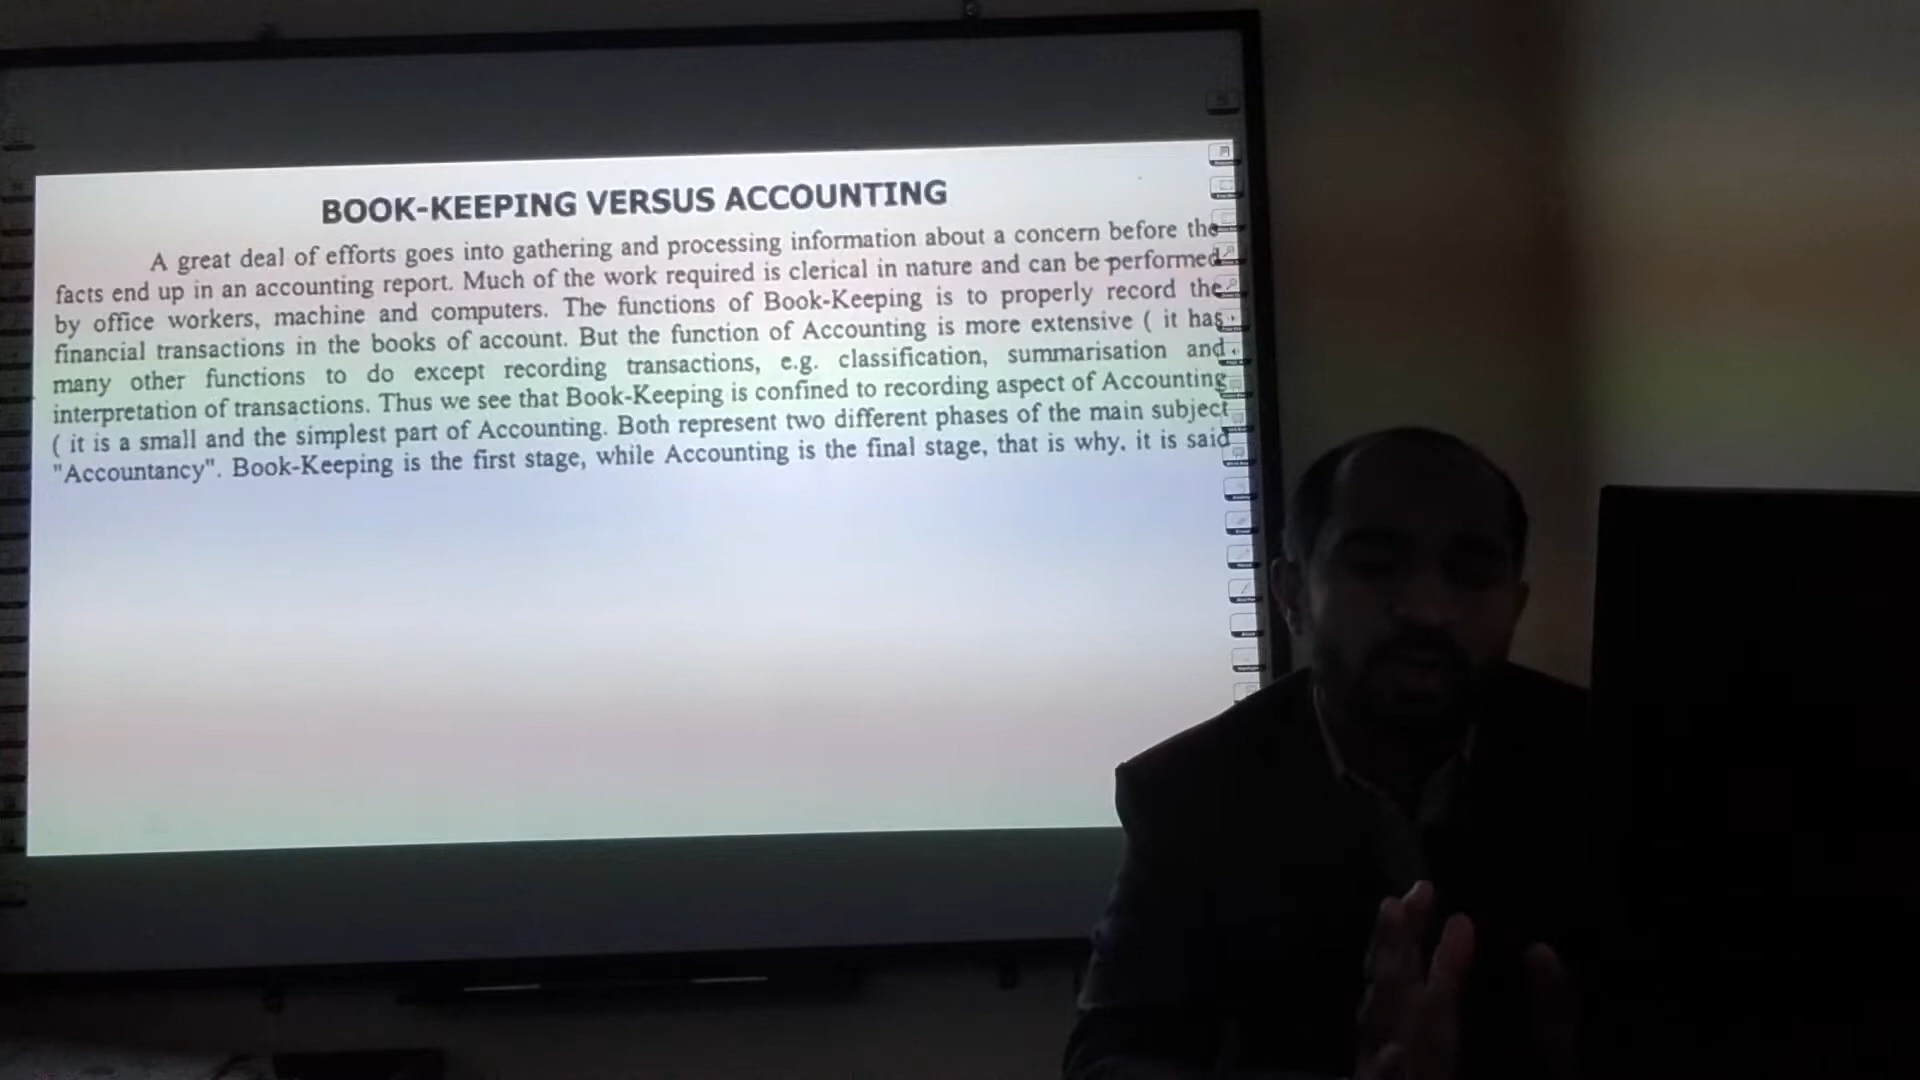 BOOK-KEEPING VERSUS ACCOUNTING
A great deal of efforts goes into gathering and processing information about a concern before the
facts end up in an accounting report. Much of the work required is clerical in nature and can be performed
by office workers, machine and computers. The functions of Book-Keeping is to properly record the
financial transactions in the books of account. But the function of Accounting is more extensive ( it has
many other functions to do except recording transactions, e.g. classification, summarisation and
interpretation of transactions. Thus we see that Book-Keeping is confined to recording aspect of Accounting
( it is a small and the simplest part of Accounting. Both represent two different phases of the main subject
"Accountancy". Book-Keeping is the first stage, while Accounting is the final stage, that is why, it is said